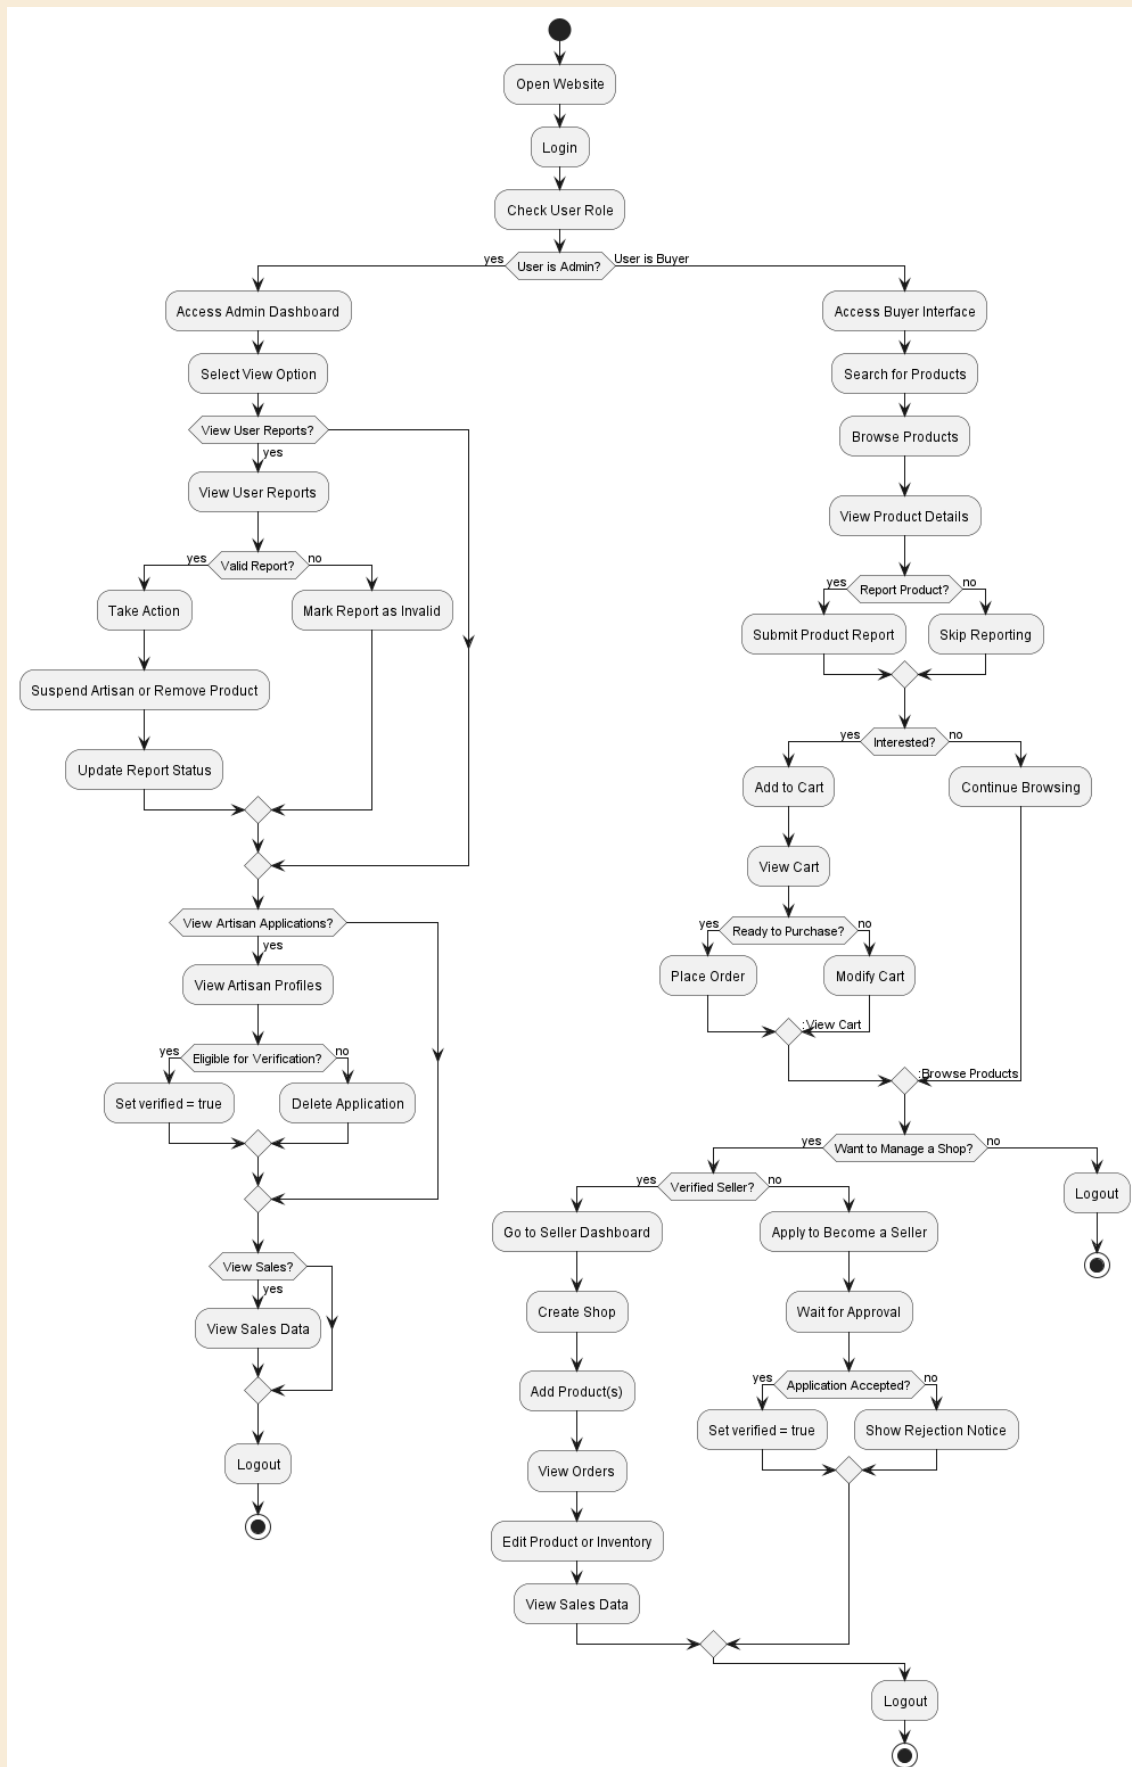 Open Website
Login
Check User Role
yes
User is Admin?
User is Buyer
Access Admin Dashboard
Select View Option
View User Reports?
yes
View User Reports
yes
Valid Report?
no
Take Action
Mark Report as Invalid
Suspend Artisan or Remove Product
Update Report Status
View Artisan Applications?
yes
View Artisan Profiles
yes
Eligible for Verification?
no
Set verified = true
Delete Application
View Sales?
yes
View Sales Data
Logout
Access Buyer Interface
Search for Products
Browse Products
View Product Details
yes
Report Product?
no
Submit Product Report
Skip Reporting
yes
Interested?
no
Add to Cart
Continue Browsing
View Cart
yes
Ready to Purchase?
no
Place Order
Modify Cart
:View Cart
:Browse Products
yes
Want to Manage a Shop?
no
yes
Verified Seller?
no
Logout
Go to Seller Dashboard
Apply to Become a Seller
Create Shop
Wait for Approval
Add Product(s)
yes
Application Accepted?
no
Set verified = true
Show Rejection Notice
View Orders
Edit Product or Inventory
View Sales Data
Logout